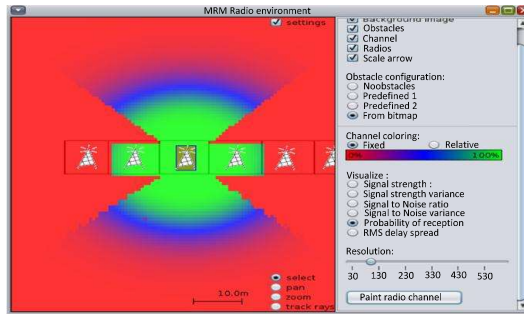 MRM Radio environment
settings
Background image
Obstacles
Channel
Radios
Scale arrow
Obstacle configuration:
Noobstacles
Predefined 1
Predefined 2
From bitmap
Channel coloring:
Fixed Relative
0% 100%
Visualize :
Signal strength :
Signal strength variance
Signal to Noise ratio
Signal to Noise variance
Probability of reception
RMS delay spread
Resolution:
30 130 230 330 430 530
Paint radio channel
select
pan
zoom
track rays
10.0m